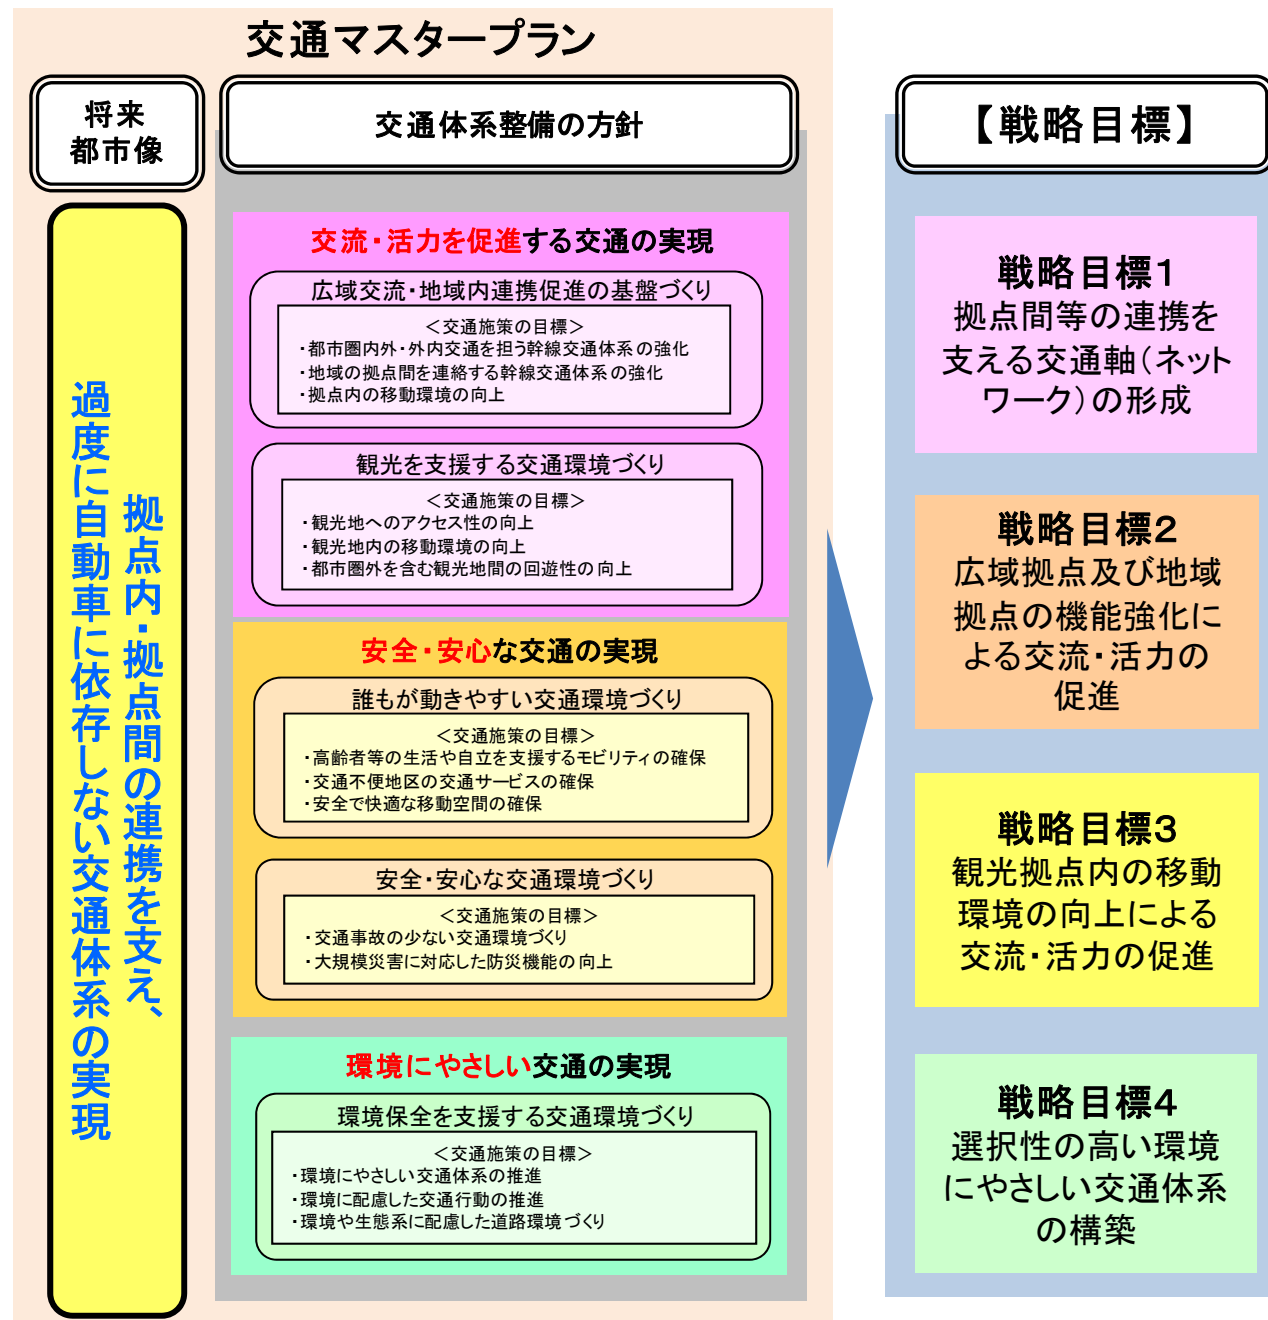 交通マスタープラン
将来
都市像
拠点内・拠点間の連携を支え、
過度に自動車に依存しない交通体系の実現
交通体系整備の方針
交流・活力を促進する交通の実現
広域交流・地域内連携促進の基盤づくり
＜交通施策の目標＞
・都市圏内外・外内交通を担う幹線交通体系の強化
・地域の拠点間を連絡する幹線交通体系の強化
・拠点内の移動環境の向上
観光を支援する交通環境づくり
＜交通施策の目標＞
・観光地へのアクセス性の向上
・観光地内の移動環境の向上
・都市圏外を含む観光地間の回遊性の向上
安全・安心な交通の実現
誰もが動きやすい交通環境づくり
＜交通施策の目標＞
・高齢者等の生活や自立を支援するモビリティの確保
・交通不便地区の交通サービスの確保
・安全で快適な移動空間の確保
安全・安心な交通環境づくり
＜交通施策の目標＞
・交通事故の少ない交通環境づくり
・大規模災害に対応した防災機能の向上
環境にやさしい交通の実現
環境保全を支援する交通環境づくり
＜交通施策の目標＞
・環境にやさしい交通体系の推進
・環境に配慮した交通行動の推進
・環境や生態系に配慮した道路環境づくり
【戦略目標】
戦略目標１
拠点間等の連携を
支える交通軸（ネット
ワーク）の形成
戦略目標２
広域拠点及び地域
拠点の機能強化に
よる交流・活力の
促進
戦略目標３
観光拠点内の移動
環境の向上による
交流・活力の促進
戦略目標４
選択性の高い環境
にやさしい交通体系
の構築